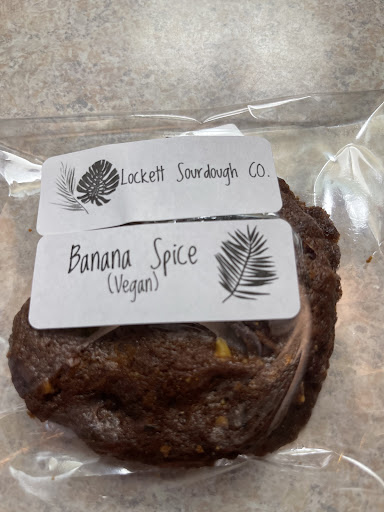 Lockett Sourdough CO.
Banana Spice
(Vegan)